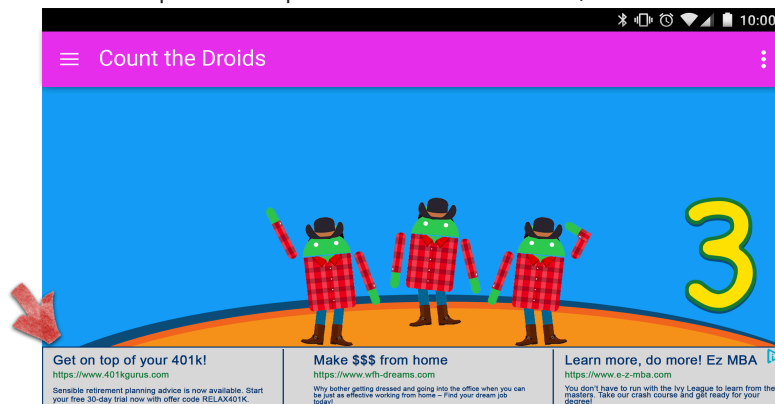 10:00
Count the Droids
3
Get on top of your 401k!
https://www.401kgurus.com
Sensible retirement planning advice is now available. Start
your free 30-day trial now with offer code RELAX401K.
Make $$$ from home
https://www.wfh-dreams.com
Why bother getting dressed and going into the office when you can
be just as effective working from home – Find your dream job
today!
Learn more, do more! Ez MBA
https://www.e-z-mba.com
You don't have to run with the Ivy League to learn from the
masters. Take our crash course and get ready for your
degree!